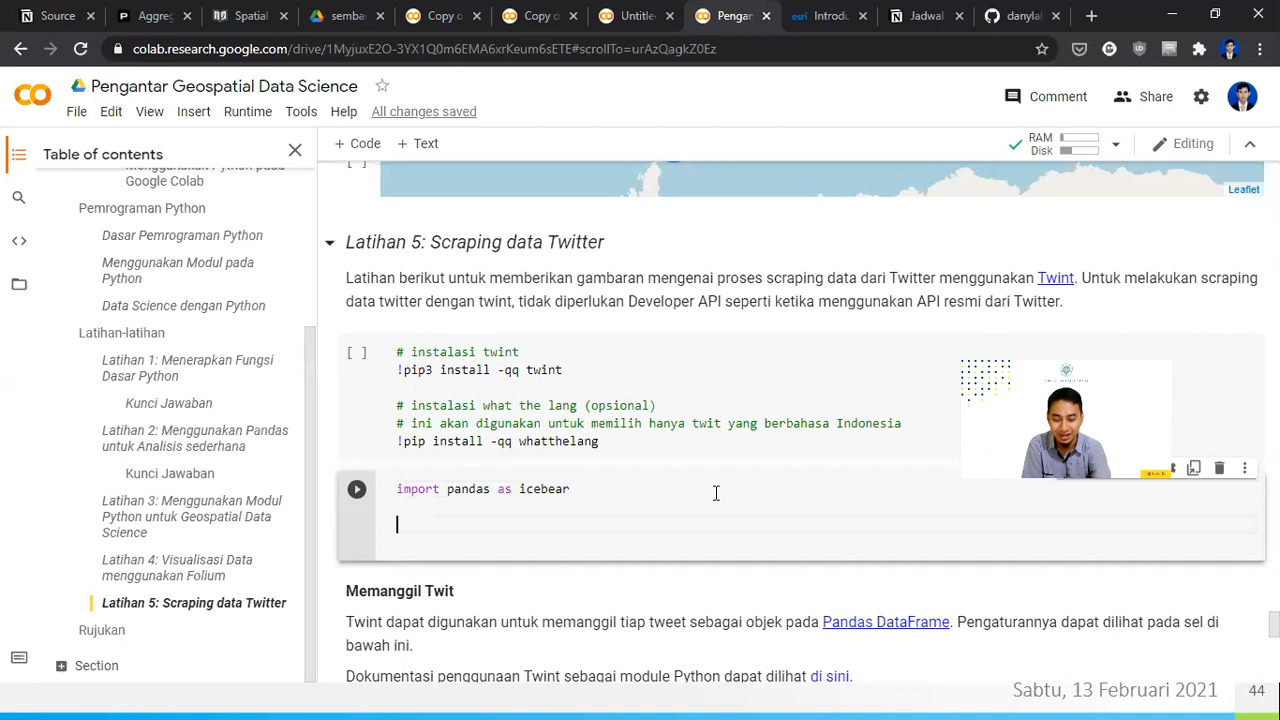 Source
Aggre
Spatial
semba
Copy o
Copy o
Untitle
Pengan
esri Introdu
Jadwal
danylak
colab.research.google.com/drive/1MyjuxE2O-3YX1Q0m6EMA6xrKeum6sETE#scrollTo=urAzQagkZ0Ez
Pengantar Geospatial Data Science
Comment
Share
File Edit View Insert Runtime Tools Help All changes saved
Table of contents
+ Code + Text
RAM
Disk
Editing
Menggunakan Python pada
Google Colab
Pemrograman Python
Dasar Pemrograman Python
Menggunakan Modul pada
Python
Data Science dengan Python
Latihan-latihan
Latihan 1: Menerapkan Fungsi
Dasar Python
Kunci Jawaban
Latihan 2: Menggunakan Pandas
untuk Analisis sederhana
Kunci Jawaban
Latihan 3: Menggunakan Modul
Python untuk Geospatial Data
Science
Latihan 4: Visualisasi Data
menggunakan Folium
Latihan 5: Scraping data Twitter
Rujukan
Section
[ ]
Leaflet
Latihan 5: Scraping data Twitter
Latihan berikut untuk memberikan gambaran mengenai proses scraping data dari Twitter menggunakan Twint. Untuk melakukan scraping
data twitter dengan twint, tidak diperlukan Developer API seperti ketika menggunakan API resmi dari Twitter.
[ ] # instalasi twint
!pip3 install -qq twint
# instalasi what the lang (opsional)
# ini akan digunakan untuk memilih hanya twit yang berbahasa Indonesia
!pip install -qq whatthelang
import pandas as icebear
Memanggil Twit
Twint dapat digunakan untuk memanggil tiap tweet sebagai objek pada Pandas DataFrame. Pengaturannya dapat dilihat pada sel di
bawah ini.
Dokumentasi penggunaan Twint sebagai module Python dapat dilihat di sini.
Sabtu, 13 Februari 2021
44